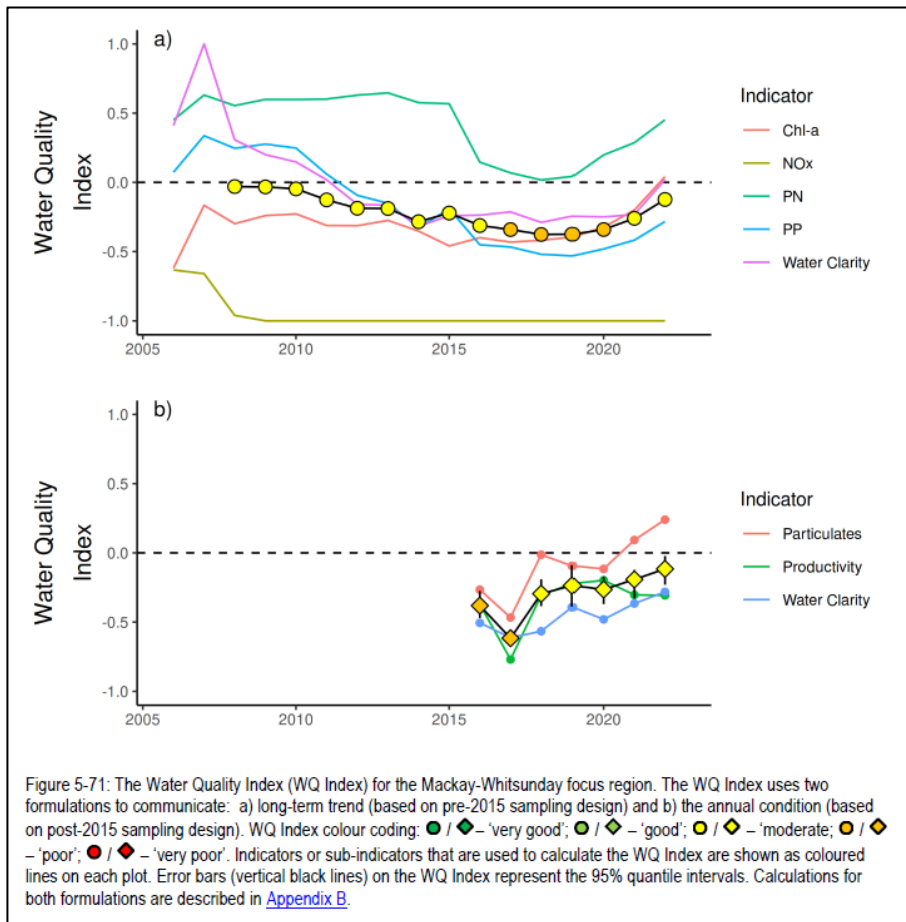 a)
1.0
0.5
0.0
-0.5
-1.0
Water Quality
Index
2005
2010
2015
2020
Indicator
Chl-a
NOx
PN
PP
Water Clarity
b)
1.0
0.5
0.0
-0.5
-1.0
Water Quality
Index
2005
2010
2015
2020
Indicator
Particulates
Productivity
Water Clarity
Figure 5-71: The Water Quality Index (WQ Index) for the Mackay-Whitsunday focus region. The WQ Index uses two
formulations to communicate: a) long-term trend (based on pre-2015 sampling design) and b) the annual condition (based
on post-2015 sampling design). WQ Index colour coding: / – 'very good'; / – 'good'; / – 'moderate; /
– 'poor'; / – 'very poor'. Indicators or sub-indicators that are used to calculate the WQ Index are shown as coloured
lines on each plot. Error bars (vertical black lines) on the WQ Index represent the 95% quantile intervals. Calculations for
both formulations are described in Appendix B.